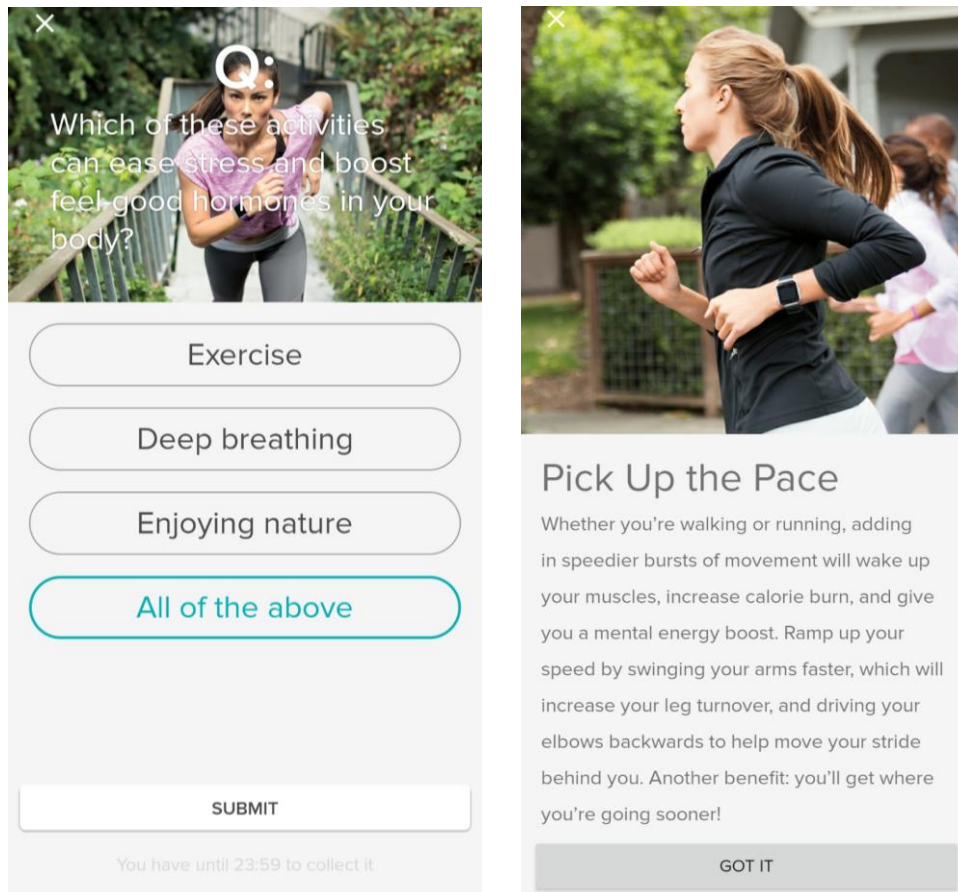 Q:
Which of these activities
can ease stress and boost
feel-good hormones in your
body?
Exercise
Deep breathing
Enjoying nature
All of the above
SUBMIT
You have until 23:59 to collect it
Pick Up the Pace
Whether you’re walking or running, adding
in speedier bursts of movement will wake up
your muscles, increase calorie burn, and give
you a mental energy boost. Ramp up your
speed by swinging your arms faster, which will
increase your leg turnover, and driving your
elbows backwards to help move your stride
behind you. Another benefit: you’ll get where
you’re going sooner!
GOT IT